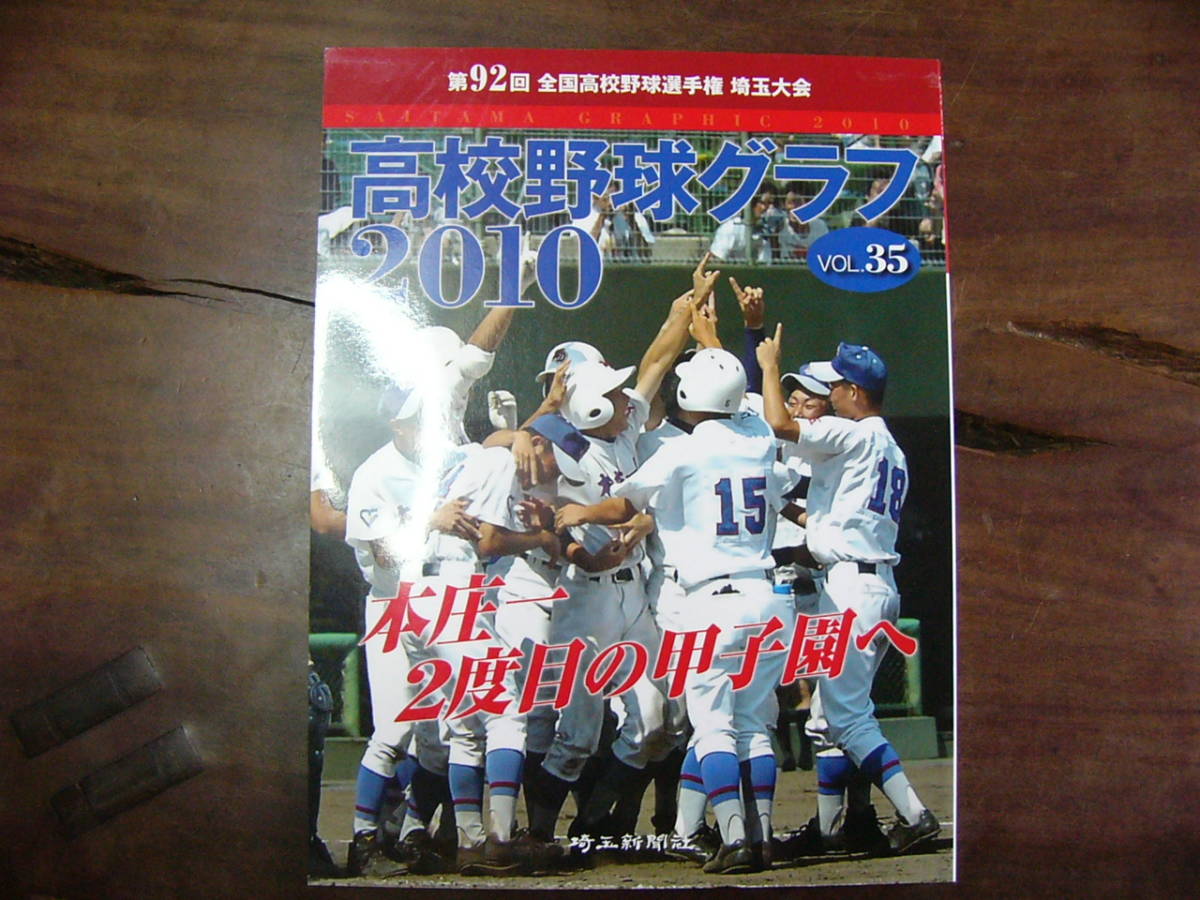 第92回 全国高校野球選手権 埼玉大会
SAITAMA GRAPHIC 2010
高校野球グラフ
2010
VOL.35
15
18
本庄一
2度目の甲子園へ
埼玉新聞社